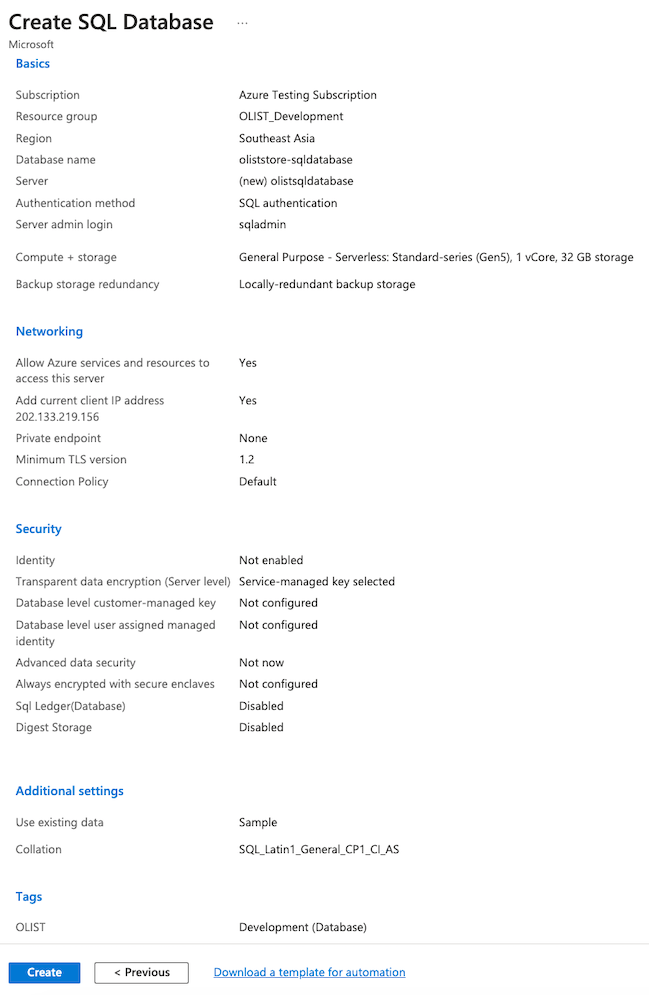 Create SQL Database ...
Microsoft
Basics
Subscription Azure Testing Subscription
Resource group OLIST_Development
Region Southeast Asia
Database name oliststore-sqldatabase
Server (new) olistsqldatabase
Authentication method SQL authentication
Server admin login sqladmin
Compute + storage General Purpose - Serverless: Standard-series (Gen5), 1 vCore, 32 GB storage
Backup storage redundancy Locally-redundant backup storage
Networking
Allow Azure services and resources to Yes
access this server
Add current client IP address Yes
202.133.219.156
Private endpoint None
Minimum TLS version 1.2
Connection Policy Default
Security
Identity Not enabled
Transparent data encryption (Server level) Service-managed key selected
Database level customer-managed key Not configured
Database level user assigned managed Not configured
identity
Advanced data security Not now
Always encrypted with secure enclaves Not configured
Sql Ledger(Database) Disabled
Digest Storage Disabled
Additional settings
Use existing data Sample
Collation SQL_Latin1_General_CP1_CI_AS
Tags
OLIST Development (Database)
Create < Previous Download a template for automation